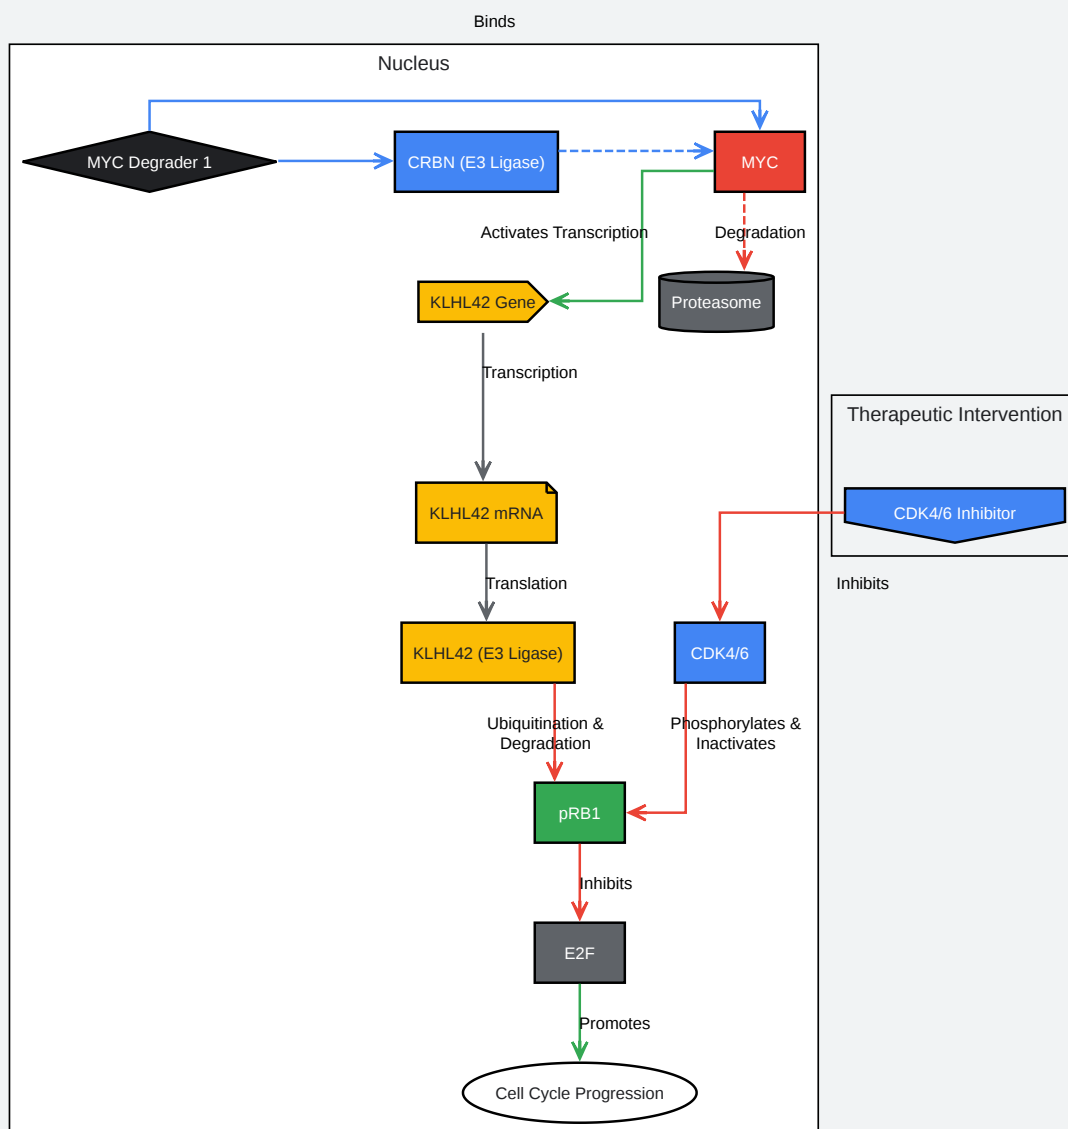 Binds
Nucleus
MYC Degrader 1
CRBN (E3 Ligase)
MYC
Activates Transcription
Degradation
KLHL42 Gene
Proteasome
Transcription
Therapeutic Intervention
KLHL42 mRNA
CDK4/6 Inhibitor
Translation
Inhibits
KLHL42 (E3 Ligase)
CDK4/6
Ubiquitination &
Degradation
Phosphorylates &
Inactivates
pRB1
Inhibits
E2F
Promotes
Cell Cycle Progression